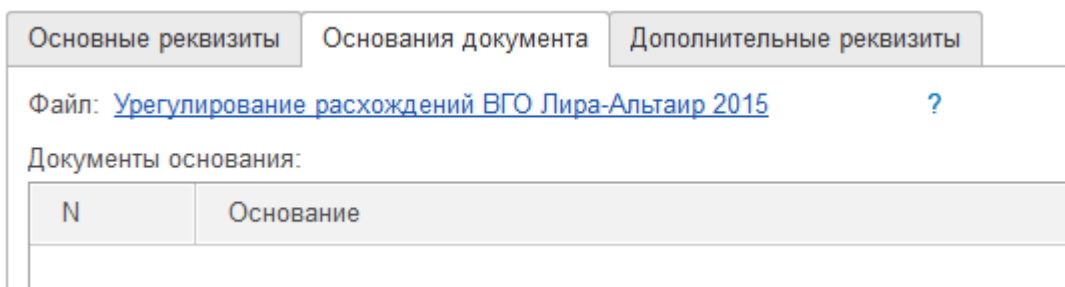 Основные реквизиты Основания документа Дополнительные реквизиты
Файл: Урегулирование расхождений ВГО Лира-Альтаир 2015 ?
Документы основания:
N Основание